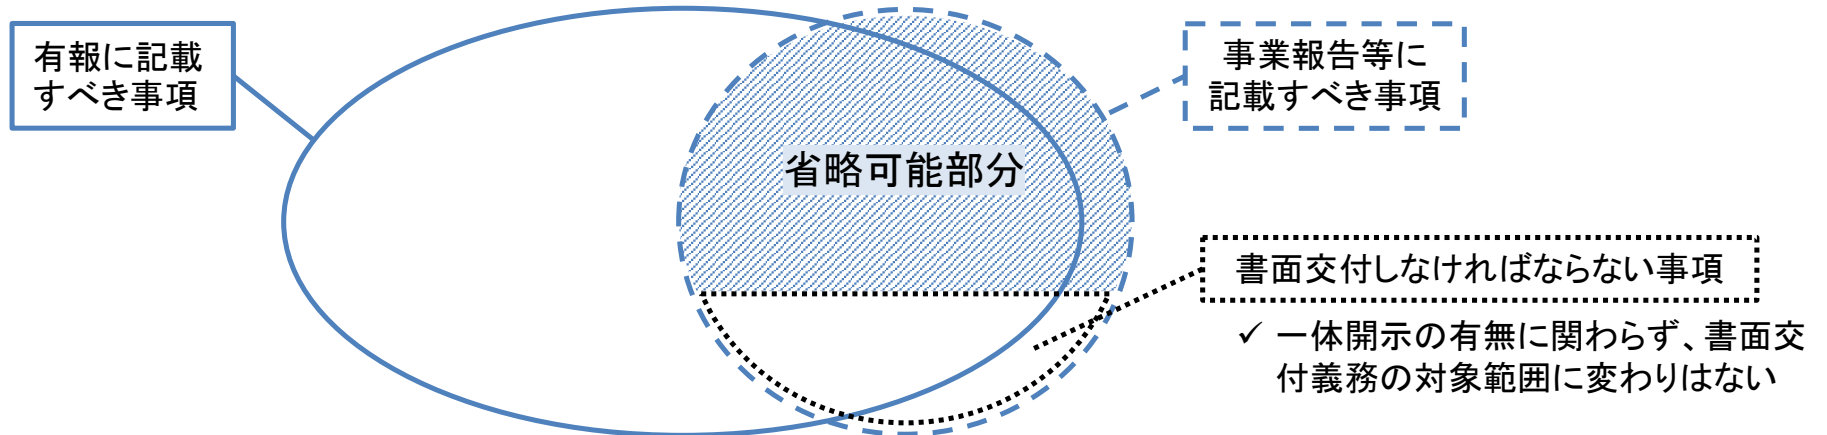 有報に記載
すべき事項
事業報告等に
記載すべき事項
省略可能部分
書面交付しなければならない事項
✓ 一体開示の有無に関わらず、書面交
付義務の対象範囲に変わりはない